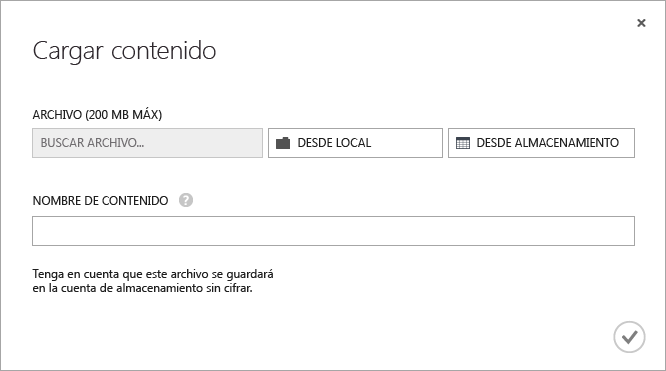 Cargar contenido
ARCHIVO (200 MB MÁX)
BUSCAR ARCHIVO...
DESDE LOCAL
DESDE ALMACENAMIENTO
NOMBRE DE CONTENIDO ?
Tenga en cuenta que este archivo se guardará
en la cuenta de almacenamiento sin cifrar.